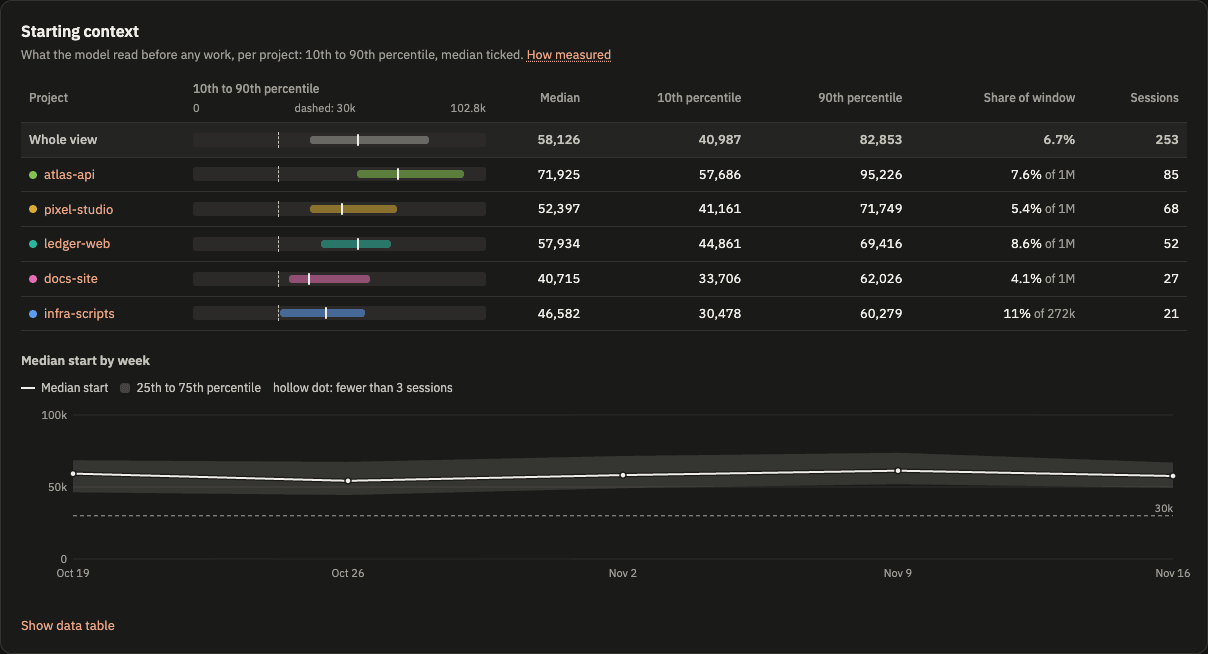 Starting context
What the model read before any work, per project: 10th to 90th percentile, median ticked. How measured
Project 10th to 90th percentile Median 10th percentile 90th percentile Share of window Sessions
0 dashed: 30k 102.8k
Whole view 58,126 40,987 82,853 6.7% 253
atlas-api 71,925 57,686 95,226 7.6% of 1M 85
pixel-studio 52,397 41,161 71,749 5.4% of 1M 68
ledger-web 57,934 44,861 69,416 8.6% of 1M 52
docs-site 40,715 33,706 62,026 4.1% of 1M 27
infra-scripts 46,582 30,478 60,279 11% of 272k 21
Median start by week
Median start 25th to 75th percentile hollow dot: fewer than 3 sessions
100k
50k
30k
0
Oct 19 Oct 26 Nov 2 Nov 9 Nov 16
Show data table